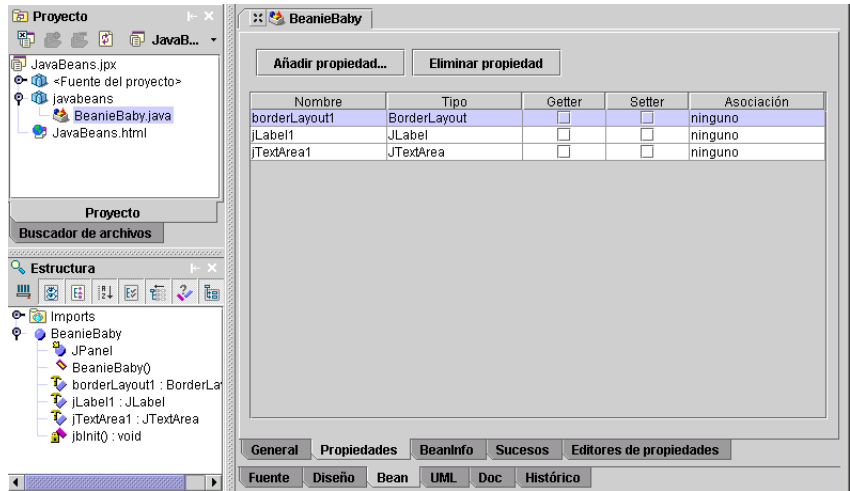 Proyecto
JavaB...
JavaBeans.jpx
<Fuente del proyecto>
javabeans
BeanieBaby.java
JavaBeans.html
Proyecto
Buscador de archivos
Estructura
Imports
BeanieBaby
JPanel
BeanieBaby()
borderLayout1 : BorderLay
jLabel1 : JLabel
jTextArea1 : JTextArea
jbInit() : void
BeanieBaby
Añadir propiedad... Eliminar propiedad
Nombre Tipo Getter Setter Asociación
borderLayout1 BorderLayout ninguno
jLabel1 JLabel ninguno
jTextArea1 JTextArea ninguno
General Propiedades BeanInfo Sucesos Editores de propiedades
Fuente Diseño Bean UML Doc Histórico